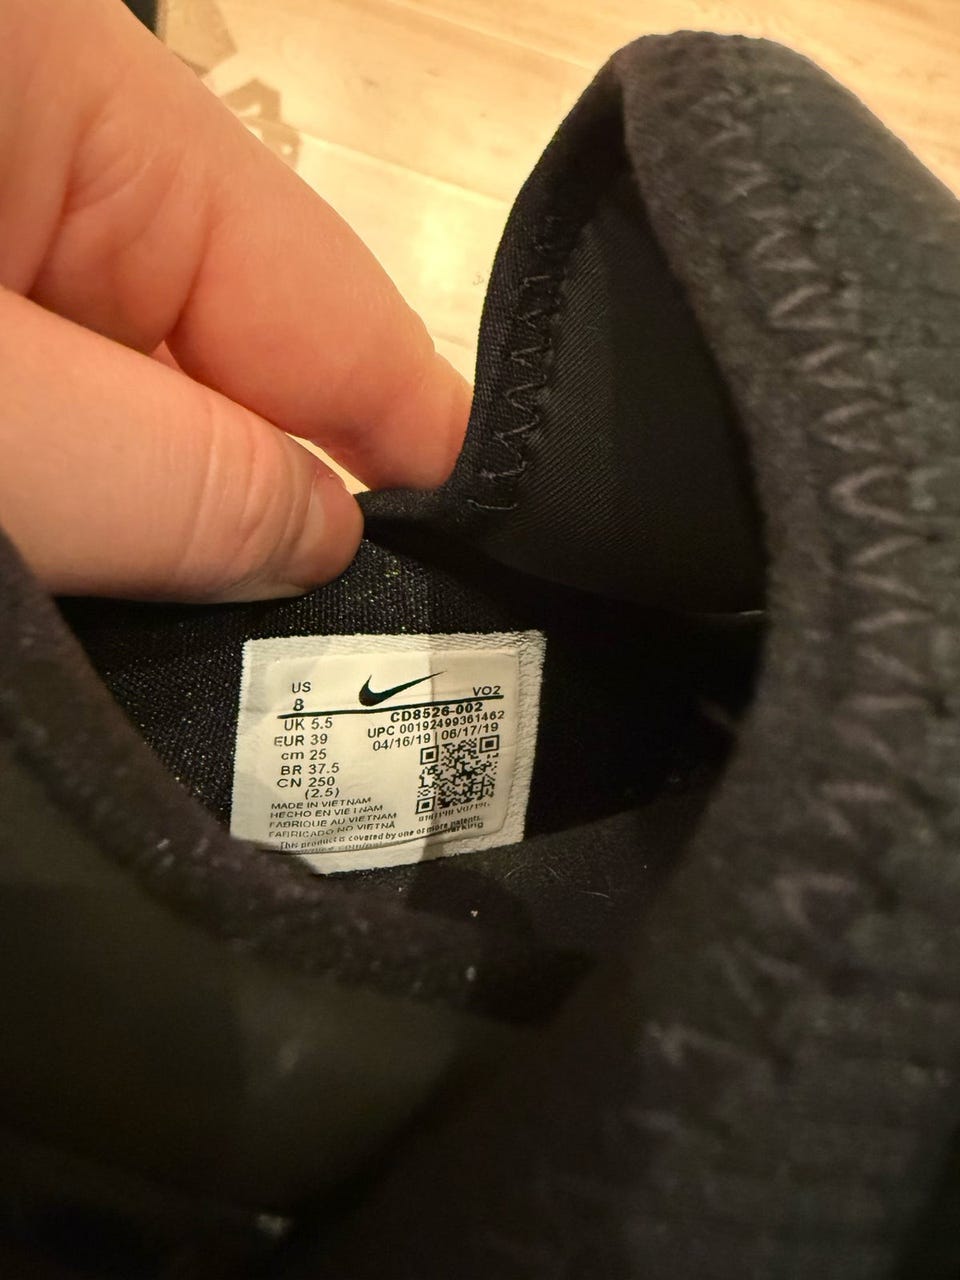 US
8
VO2
UK 5.5
CD8526-002
EUR 39
UPC 00192499361462
cm 25
04/16/19 | 06/17/19
BR 37.5
CN 250
(2.5)
MADE IN VIETNAM
HECHO EN VIETNAM
FABRIQUE AU VIETNAM
FABRICADO NO VIETNÃ
This product is covered by one or more patents.